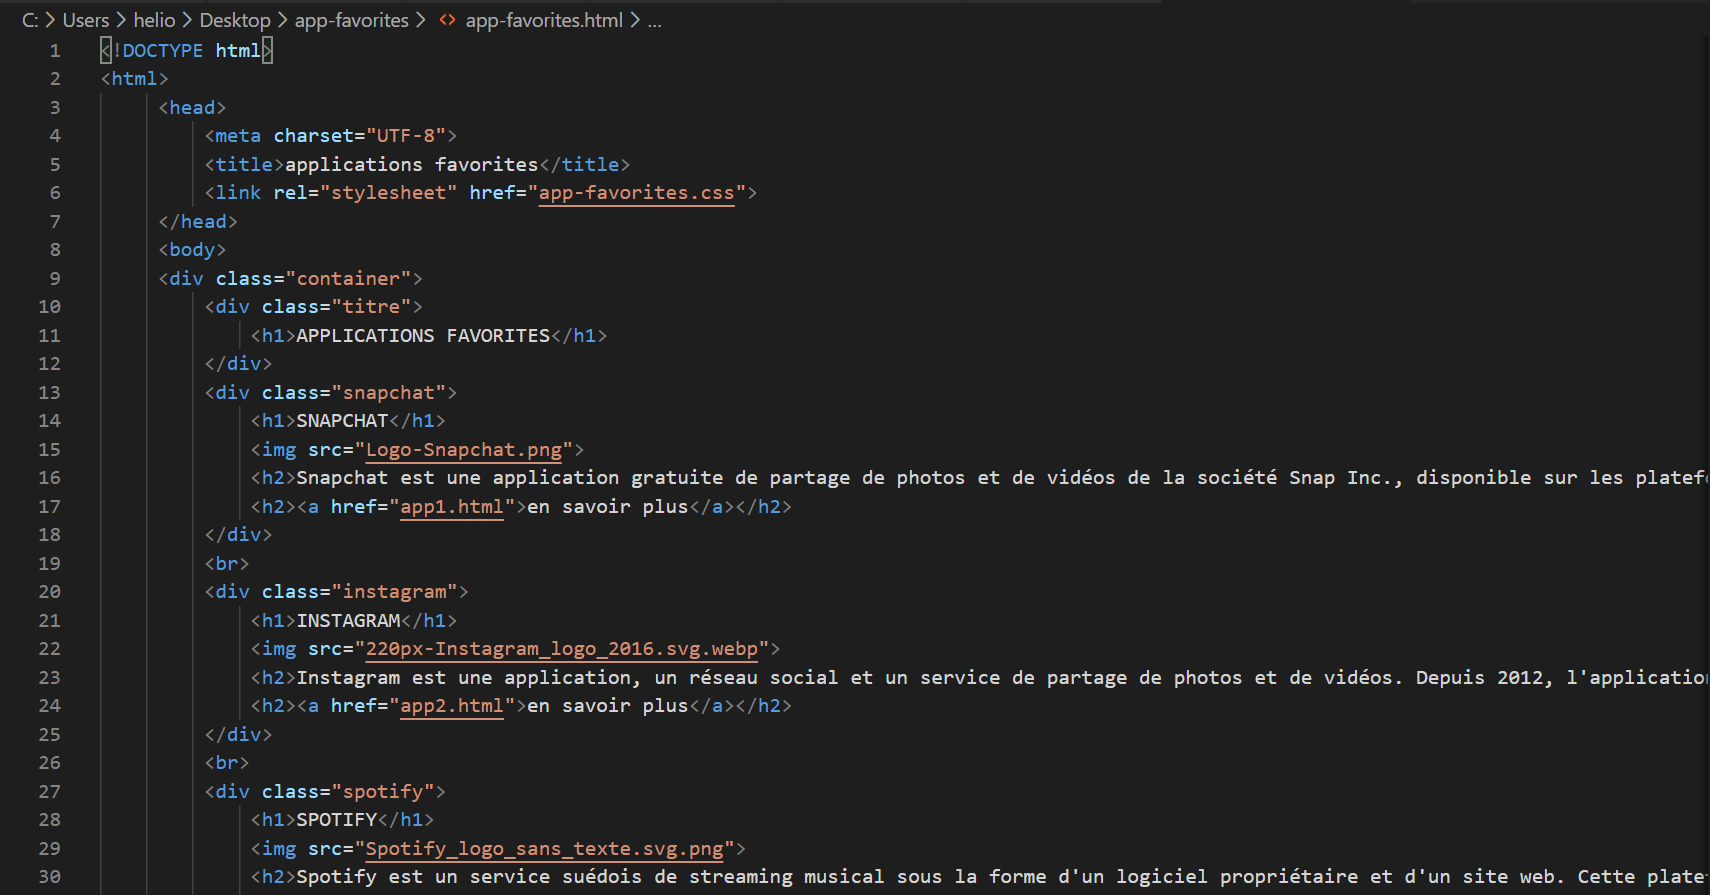 C: > Users > helio > Desktop > app-favorites > <> app-favorites.html > ...
1 <!DOCTYPE html>
2 <html>
3 <head>
4 <meta charset="UTF-8">
5 <title>applications favorites</title>
6 <link rel="stylesheet" href="app-favorites.css">
7 </head>
8 <body>
9 <div class="container">
10 <div class="titre">
11 <h1>APPLICATIONS FAVORITES</h1>
12 </div>
13 <div class="snapchat">
14 <h1>SNAPCHAT</h1>
15 <img src="Logo-Snapchat.png">
16 <h2>Snapchat est une application gratuite de partage de photos et de vidéos de la société Snap Inc., disponible sur les platef
17 <h2><a href="app1.html">en savoir plus</a></h2>
18 </div>
19 <br>
20 <div class="instagram">
21 <h1>INSTAGRAM</h1>
22 <img src="220px-Instagram_logo_2016.svg.webp">
23 <h2>Instagram est une application, un réseau social et un service de partage de photos et de vidéos. Depuis 2012, l'application
24 <h2><a href="app2.html">en savoir plus</a></h2>
25 </div>
26 <br>
27 <div class="spotify">
28 <h1>SPOTIFY</h1>
29 <img src="Spotify_logo_sans_texte.svg.png">
30 <h2>Spotify est un service suédois de streaming musical sous la forme d'un logiciel propriétaire et d'un site web. Cette plate